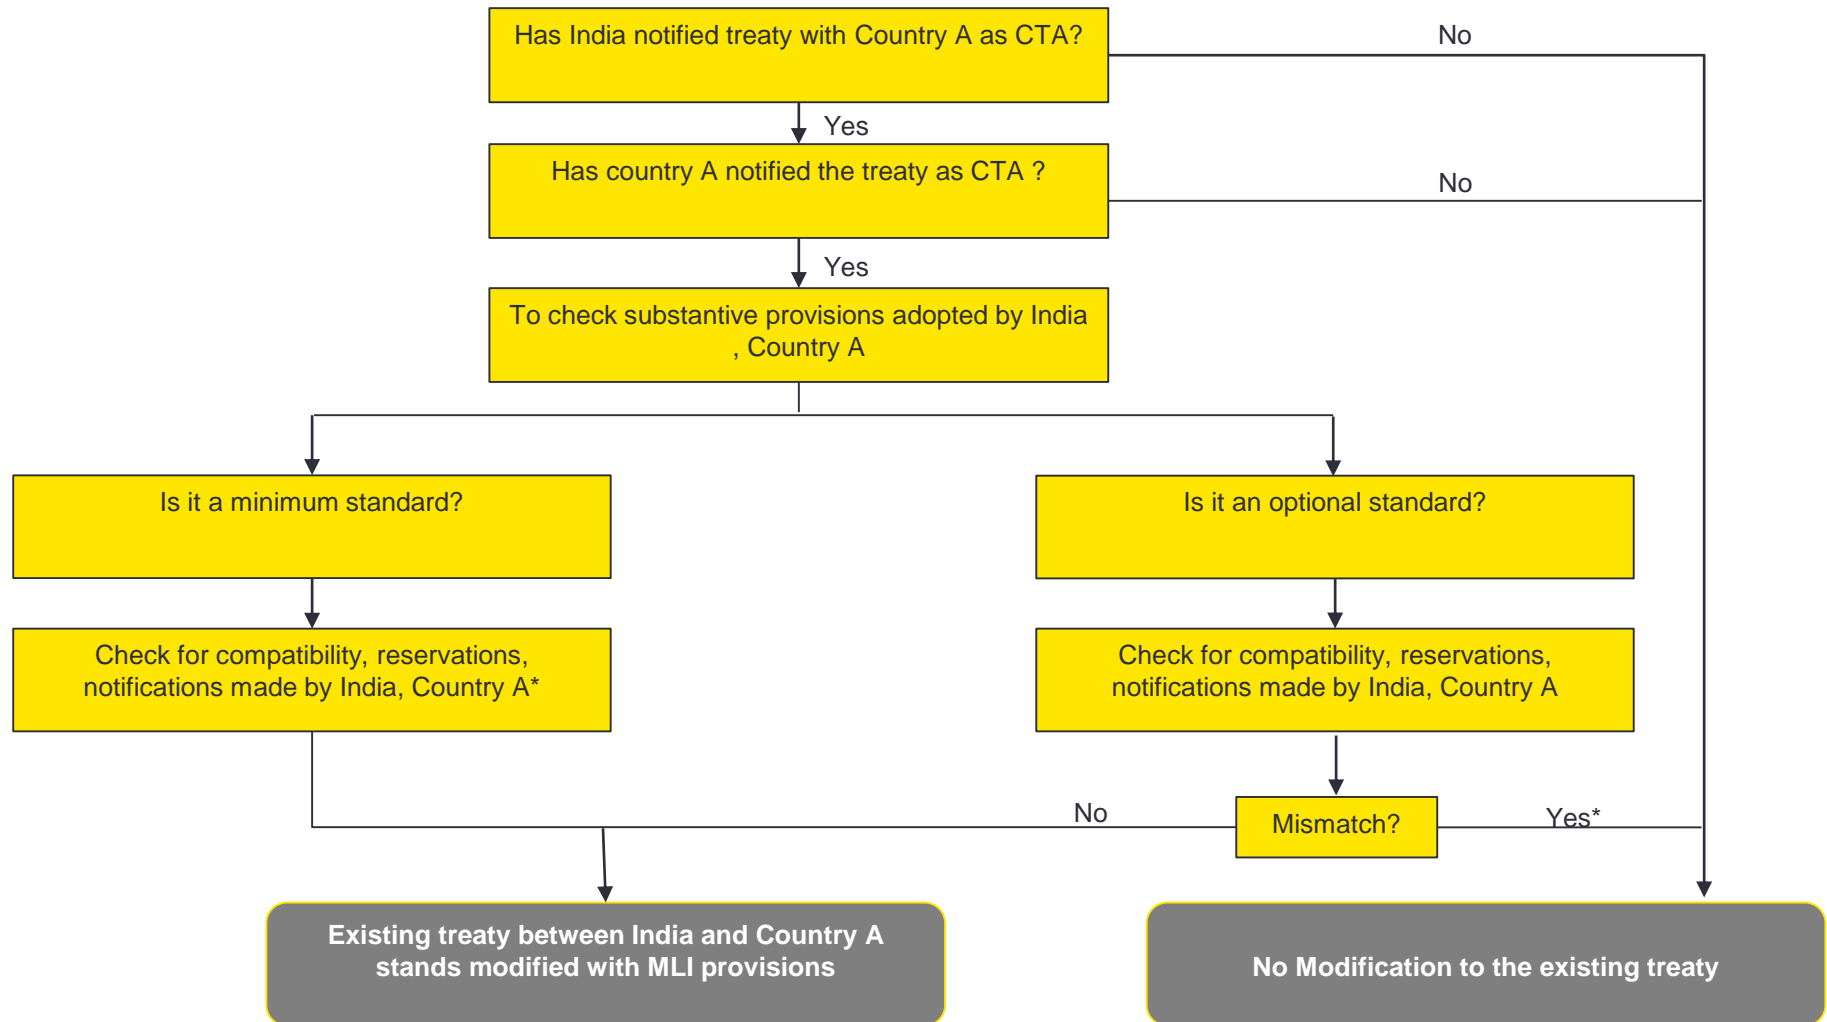 Has India notified treaty with Country A as CTA?
No
Yes
Has country A notified the treaty as CTA ?
No
Yes
To check substantive provisions adopted by India
, Country A
Is it a minimum standard?
Is it an optional standard?
Check for compatibility, reservations,
notifications made by India, Country A*
Check for compatibility, reservations,
notifications made by India, Country A
No
Mismatch?
Yes*
Existing treaty between India and Country A
stands modified with MLI provisions
No Modification to the existing treaty